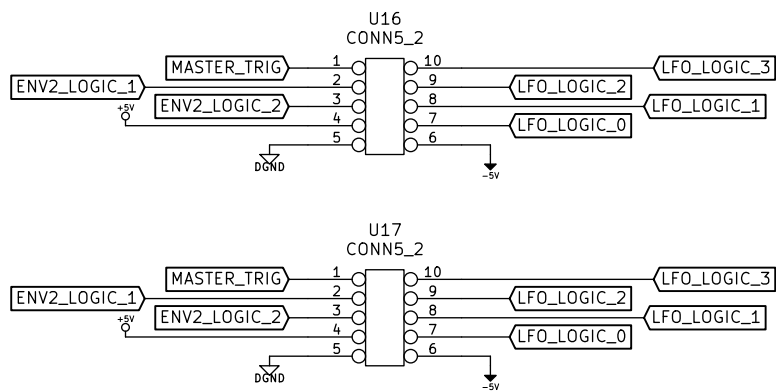 U16
CONN5_2
MASTER_TRIG 1 10 LFO_LOGIC_3
ENV2_LOGIC_1 2 9 LFO_LOGIC_2
ENV2_LOGIC_2 3 8 LFO_LOGIC_1
+5V 4 7 LFO_LOGIC_0
5 6
DGND -5V
U17
CONN5_2
MASTER_TRIG 1 10 LFO_LOGIC_3
ENV2_LOGIC_1 2 9 LFO_LOGIC_2
ENV2_LOGIC_2 3 8 LFO_LOGIC_1
+5V 4 7 LFO_LOGIC_0
5 6
DGND -5V